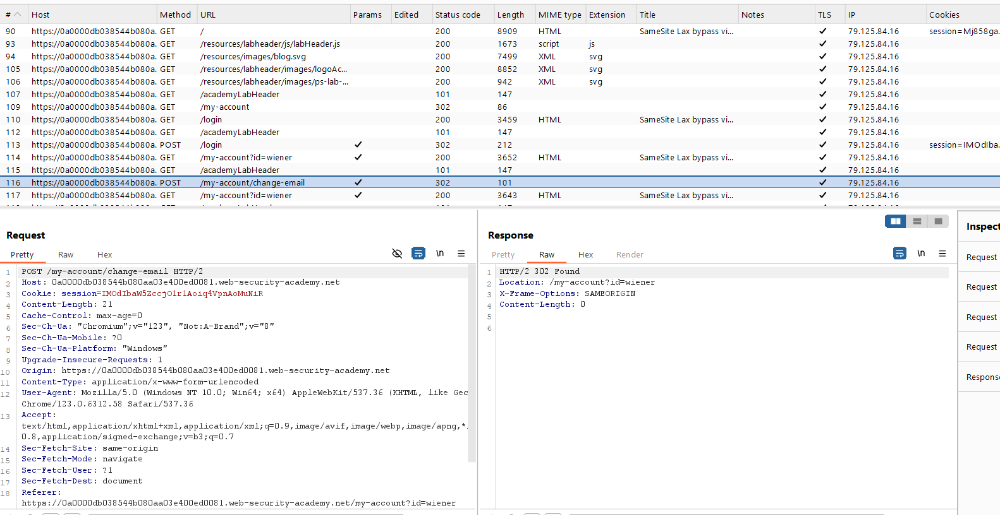 # Host Method URL Params Edited Status code Length MIME type Extension Title Notes TLS IP Cookies
90 https://0a0000db038544b080a. GET / 200 8909 HTML SameSite Lax bypass vi... ✓ 79.125.84.16 session=Mj858ga.
93 https://0a0000db038544b080a. GET /resources/labheader/js/labHeader.js 200 1673 script js ✓ 79.125.84.16
94 https://0a0000db038544b080a. GET /resources/images/blog.svg 200 7499 XML svg ✓ 79.125.84.16
105 https://0a0000db038544b080a. GET /resources/labheader/images/logoAc... 200 8852 XML svg ✓ 79.125.84.16
106 https://0a0000db038544b080a. GET /resources/labheader/images/ps-lab-... 200 942 XML svg ✓ 79.125.84.16
107 https://0a0000db038544b080a. GET /academyLabHeader 101 147 ✓ 79.125.84.16
109 https://0a0000db038544b080a. GET /my-account 302 86 ✓ 79.125.84.16
110 https://0a0000db038544b080a. GET /login 200 3459 HTML SameSite Lax bypass vi... ✓ 79.125.84.16
112 https://0a0000db038544b080a. GET /academyLabHeader 101 147 ✓ 79.125.84.16
113 https://0a0000db038544b080a. POST /login ✓ 302 212 ✓ 79.125.84.16 session=IMOdIba.
114 https://0a0000db038544b080a. GET /my-account?id=wiener ✓ 200 3652 HTML SameSite Lax bypass vi... ✓ 79.125.84.16
115 https://0a0000db038544b080a. GET /academyLabHeader 101 147 ✓ 79.125.84.16
116 https://0a0000db038544b080a. POST /my-account/change-email ✓ 302 101 ✓ 79.125.84.16
117 https://0a0000db038544b080a. GET /my-account?id=wiener ✓ 200 3643 HTML SameSite Lax bypass vi... ✓ 79.125.84.16
Request
Pretty Raw Hex
\n
1 POST /my-account/change-email HTTP/2
2 Host: 0a0000db038544b080aa03e400ed0081.web-security-academy.net
3 Cookie: session=IMOdIbaW5ZccjO1r1Aoiq4VpnAoMuNiR
4 Content-Length: 21
5 Cache-Control: max-age=0
6 Sec-Ch-Ua: "Chromium";v="123", "Not:A-Brand";v="8"
7 Sec-Ch-Ua-Mobile: ?0
8 Sec-Ch-Ua-Platform: "Windows"
9 Upgrade-Insecure-Requests: 1
10 Origin: https://0a0000db038544b080aa03e400ed0081.web-security-academy.net
11 Content-Type: application/x-www-form-urlencoded
12 User-Agent: Mozilla/5.0 (Windows NT 10.0; Win64; x64) AppleWebKit/537.36 (KHTML, like Gec
Chrome/123.0.6312.58 Safari/537.36
13 Accept:
text/html,application/xhtml+xml,application/xml;q=0.9,image/avif,image/webp,image/apng,*/
0.8,application/signed-exchange;v=b3;q=0.7
14 Sec-Fetch-Site: same-origin
15 Sec-Fetch-Mode: navigate
16 Sec-Fetch-User: ?1
17 Sec-Fetch-Dest: document
18 Referer:
https://0a0000db038544b080aa03e400ed0081.web-security-academy.net/my-account?id=wiener
Response
Pretty Raw Hex Render
\n
1 HTTP/2 302 Found
2 Location: /my-account?id=wiener
3 X-Frame-Options: SAMEORIGIN
4 Content-Length: 0
5
6
Inspect
Request
Request
Request
Request
Respons